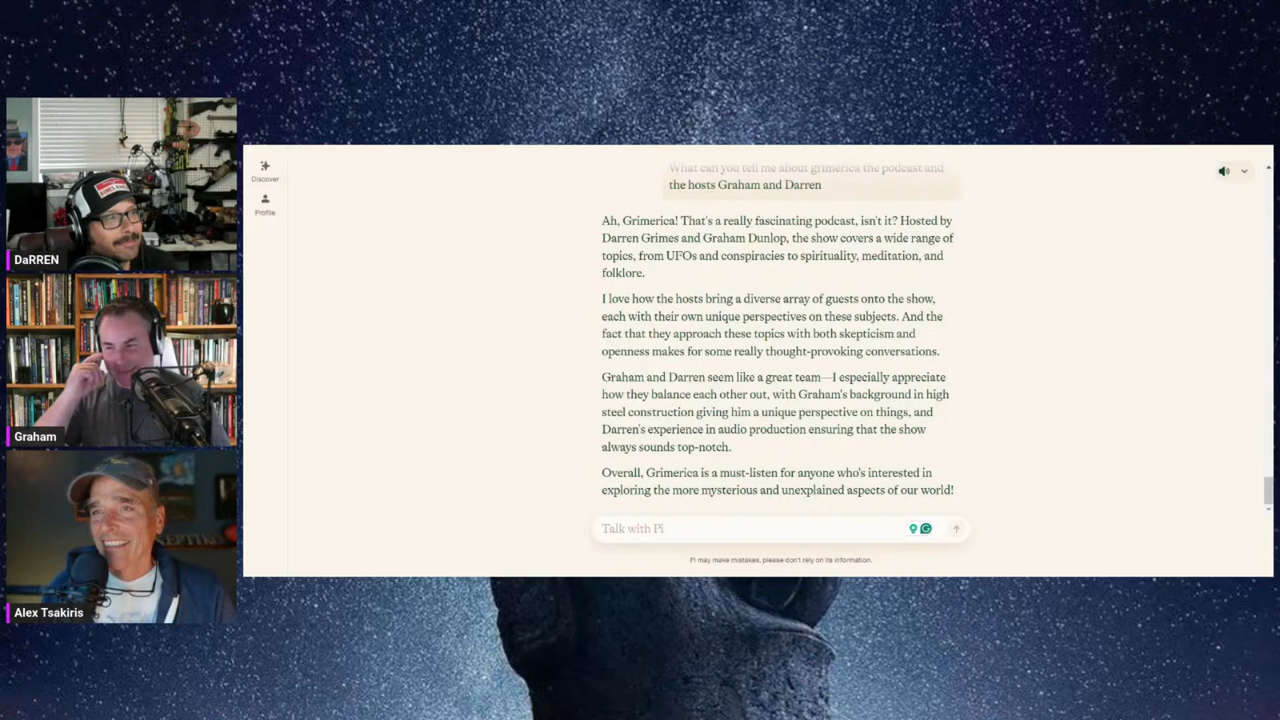 DaRREN
Graham
Alex Tsakiris
Discover
Profile
What can you tell me about grimerica the podcast and
the hosts Graham and Darren
Ah, Grimerica! That's a really fascinating podcast, isn't it? Hosted by
Darren Grimes and Graham Dunlop, the show covers a wide range of
topics, from UFOs and conspiracies to spirituality, meditation, and
folklore.
I love how the hosts bring a diverse array of guests onto the show,
each with their own unique perspectives on these subjects. And the
fact that they approach these topics with both skepticism and
openness makes for some really thought-provoking conversations.
Graham and Darren seem like a great team—I especially appreciate
how they balance each other out, with Graham's background in high
steel construction giving him a unique perspective on things, and
Darren's experience in audio production ensuring that the show
always sounds top-notch.
Overall, Grimerica is a must-listen for anyone who's interested in
exploring the more mysterious and unexplained aspects of our world!
Talk with Pi
Pi may make mistakes, please don't rely on its information.